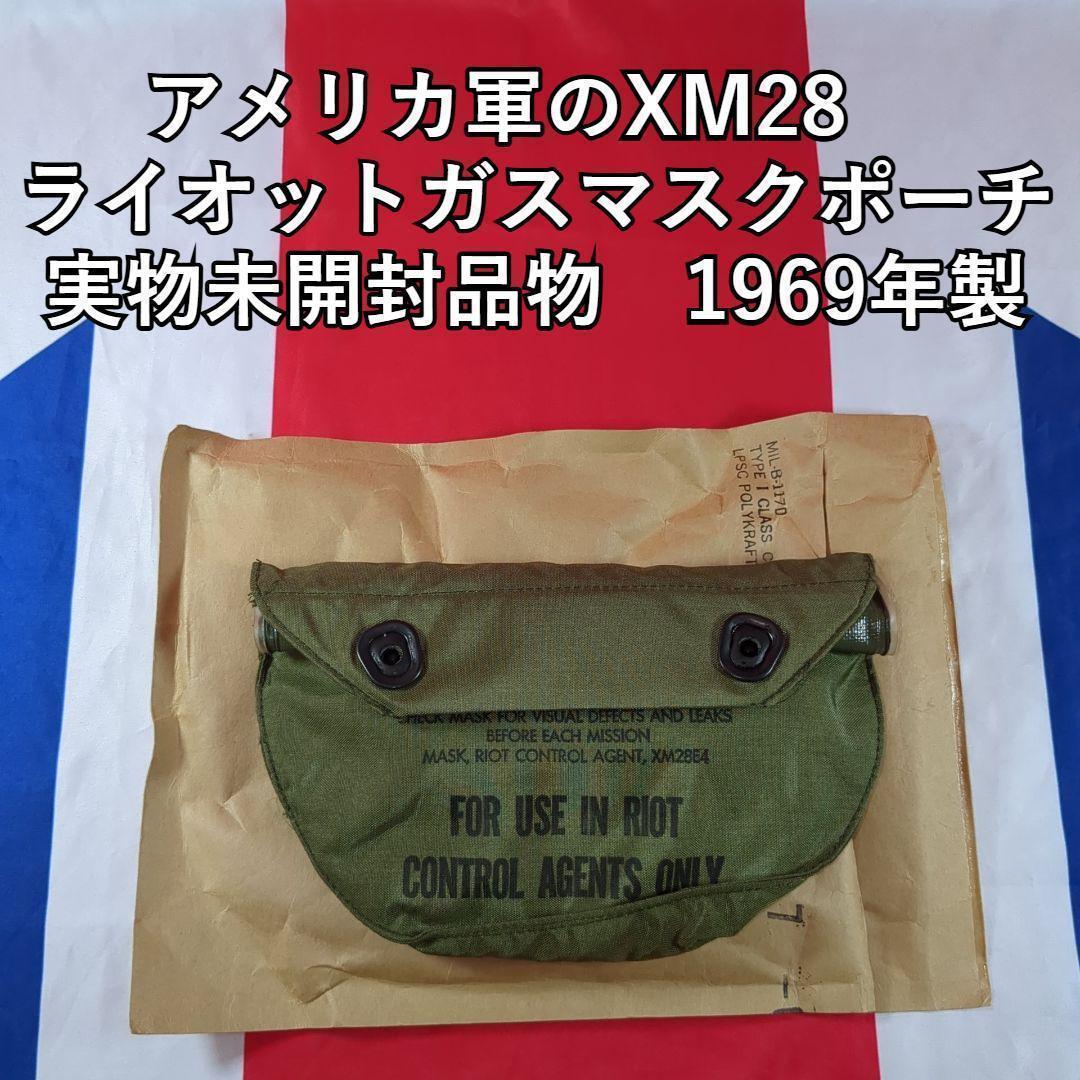 アメリカ軍のXM28
ライオットガスマスクポーチ
実物未開封品物　1969年製
MIL-B-117D
TYPE I CLASS C
LPSC POLYKRAFT
CHECK MASK FOR VISUAL DEFECTS AND LEAKS
BEFORE EACH MISSION
MASK, RIOT CONTROL AGENT, XM28E4
FOR USE IN RIOT
CONTROL AGENTS ONLY
7